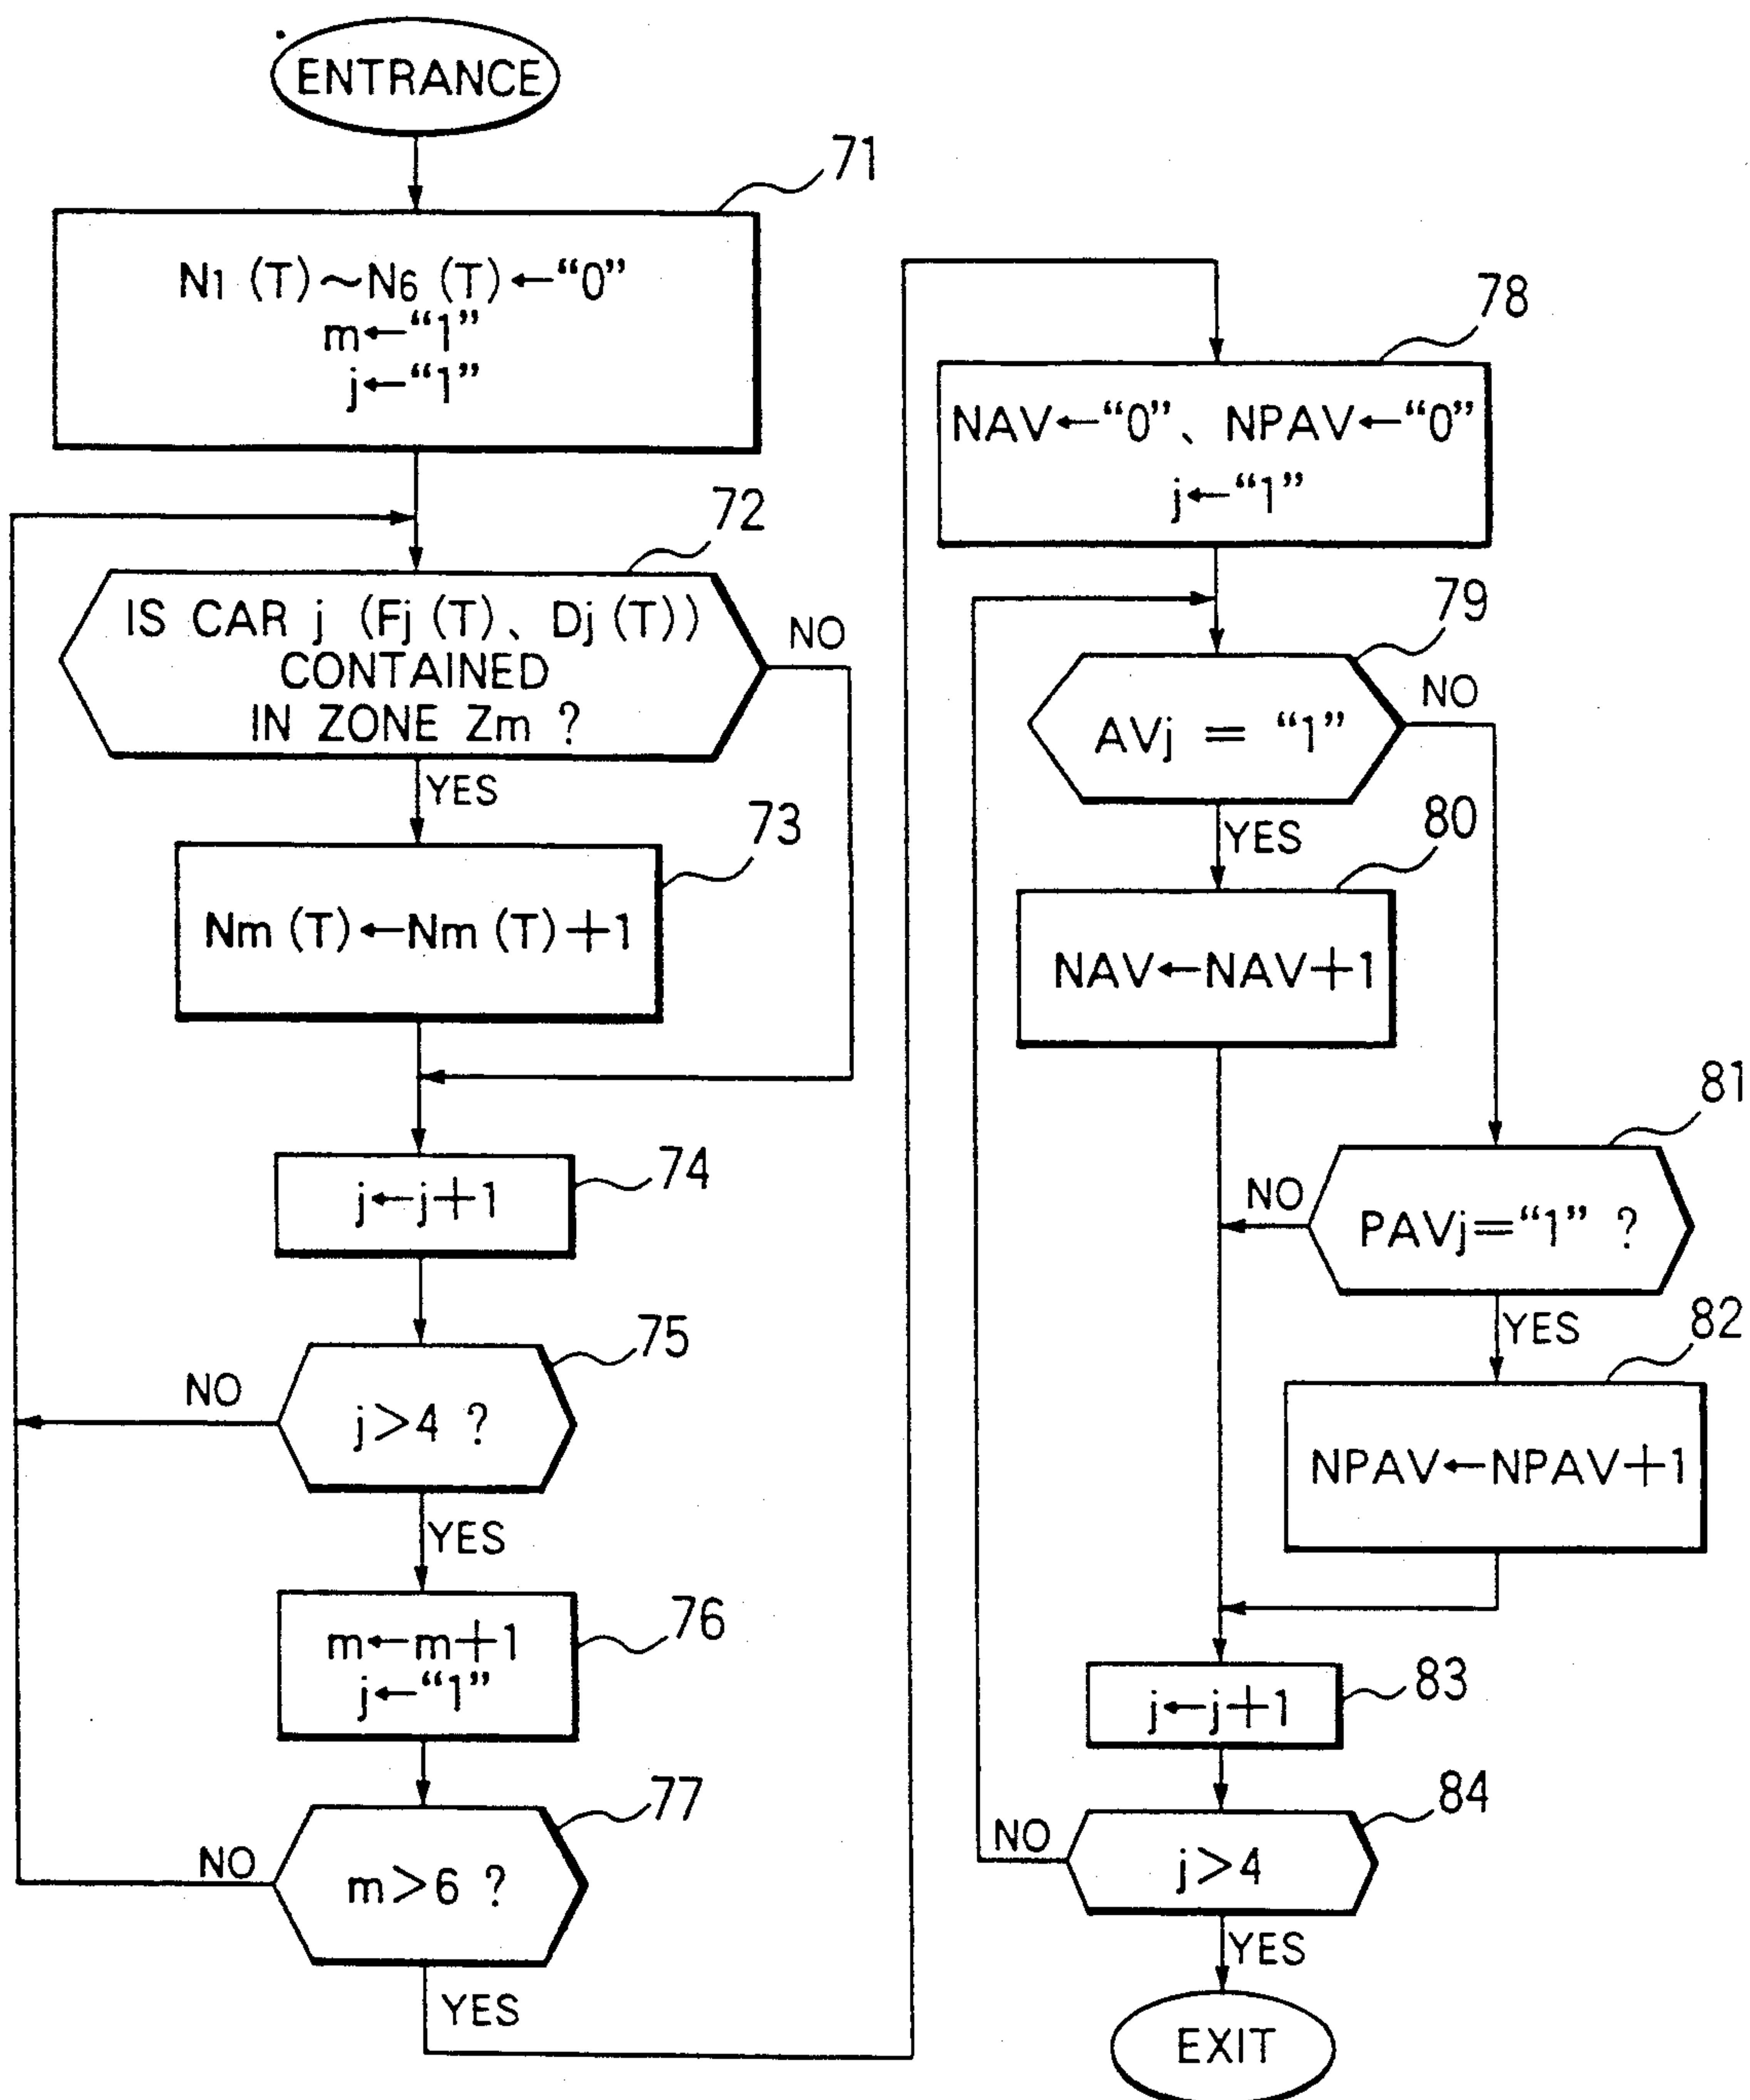 ENTRANCE
71
N1 (T)~N6 (T)←“0”
m←“1”
j←“1”
72
IS CAR j (Fj (T)、Dj (T))
CONTAINED
IN ZONE Zm ?
NO
YES
73
Nm (T)←Nm (T)+1
74
j←j+1
75
j>4 ?
NO
YES
76
m←m+1
j←“1”
77
m>6 ?
NO
YES
78
NAV←“0”、NPAV←“0”
j←“1”
79
AVj = “1”
NO
YES
80
NAV←NAV+1
81
PAVj=“1” ?
NO
YES
82
NPAV←NPAV+1
83
j←j+1
84
j>4
NO
YES
EXIT